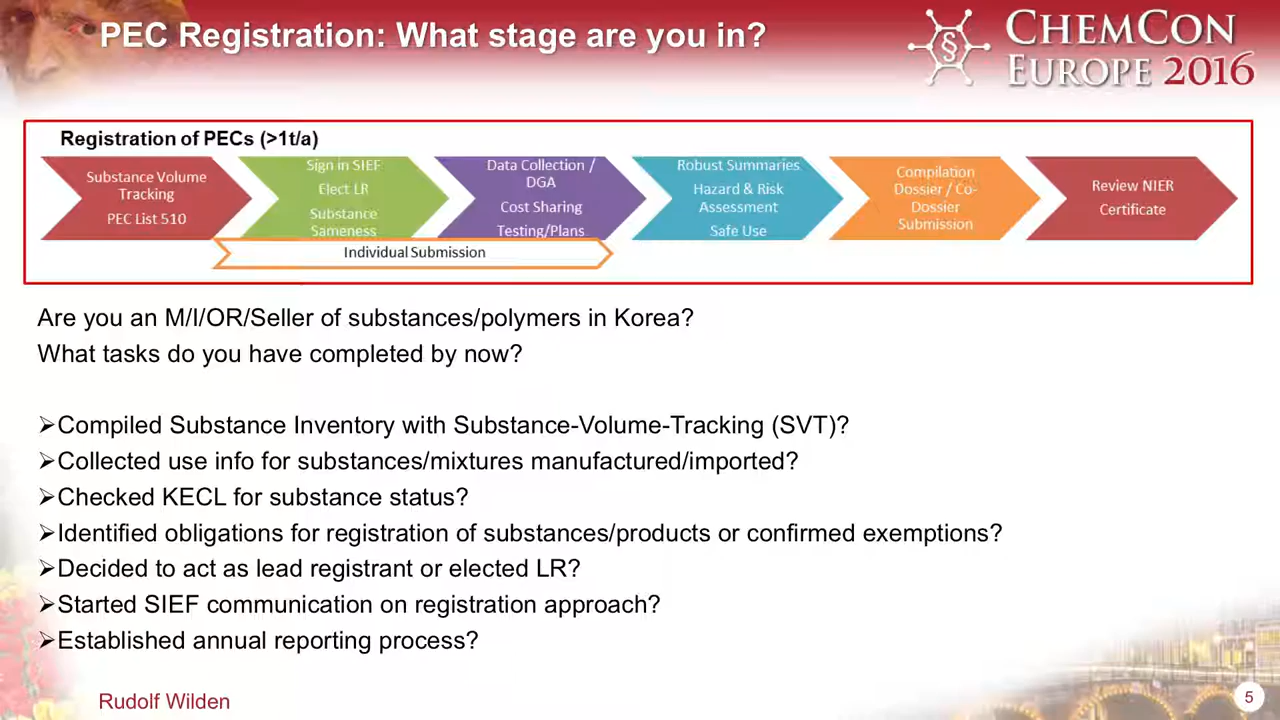 PEC Registration: What stage are you in?
§
CHEMCON
EUROPE 2016
Registration of PECs (>1t/a)
Substance Volume
Tracking
PEC List 510
Sign in SIEF
Elect LR
Substance
Sameness
Data Collection /
DGA
Cost Sharing
Testing/Plans
Robust Summaries
Hazard & Risk
Assessment
Safe Use
Compilation
Dossier / Co-
Dossier
Submission
Review NIER
Certificate
Individual Submission
Are you an M/I/OR/Seller of substances/polymers in Korea?
What tasks do you have completed by now?
➢Compiled Substance Inventory with Substance-Volume-Tracking (SVT)?
➢Collected use info for substances/mixtures manufactured/imported?
➢Checked KECL for substance status?
➢Identified obligations for registration of substances/products or confirmed exemptions?
➢Decided to act as lead registrant or elected LR?
➢Started SIEF communication on registration approach?
➢Established annual reporting process?
Rudolf Wilden
5